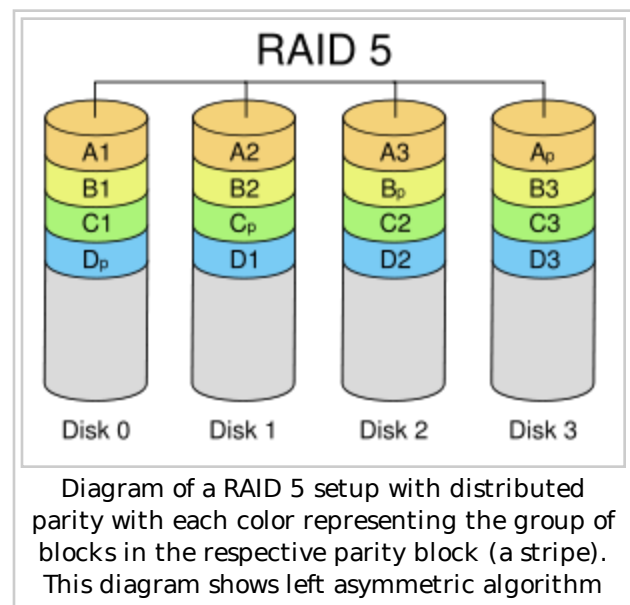 RAID 5
A1 A2 A3 Ap
B1 B2 Bp B3
C1 Cp C2 C3
Dp D1 D2 D3
Disk 0 Disk 1 Disk 2 Disk 3
Diagram of a RAID 5 setup with distributed
parity with each color representing the group of
blocks in the respective parity block (a stripe).
This diagram shows left asymmetric algorithm